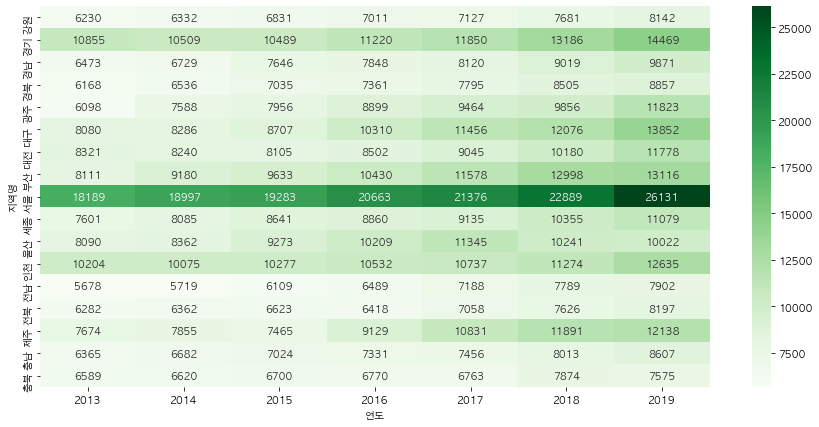 강원 6230 6332 6831 7011 7127 7681 8142
경기 10855 10509 10489 11220 11850 13186 14469
경남 6473 6729 7646 7848 8120 9019 9871
경북 6168 6536 7035 7361 7795 8505 8857
광주 6098 7588 7956 8899 9464 9856 11823
대구 8080 8286 8707 10310 11456 12076 13852
대전 8321 8240 8105 8502 9045 10180 11778
부산 8111 9180 9633 10430 11578 12998 13116
서울 18189 18997 19283 20663 21376 22889 26131
세종 7601 8085 8641 8860 9135 10355 11079
울산 8090 8362 9273 10209 11345 10241 10022
인천 10204 10075 10277 10532 10737 11274 12635
전남 5678 5719 6109 6489 7188 7789 7902
전북 6282 6362 6623 6418 7058 7626 8197
제주 7674 7855 7465 9129 10831 11891 12138
충남 6365 6682 7024 7331 7456 8013 8607
충북 6589 6620 6700 6770 6763 7874 7575
2013 2014 2015 2016 2017 2018 2019
연도
지역명
25000
22500
20000
17500
15000
12500
10000
7500